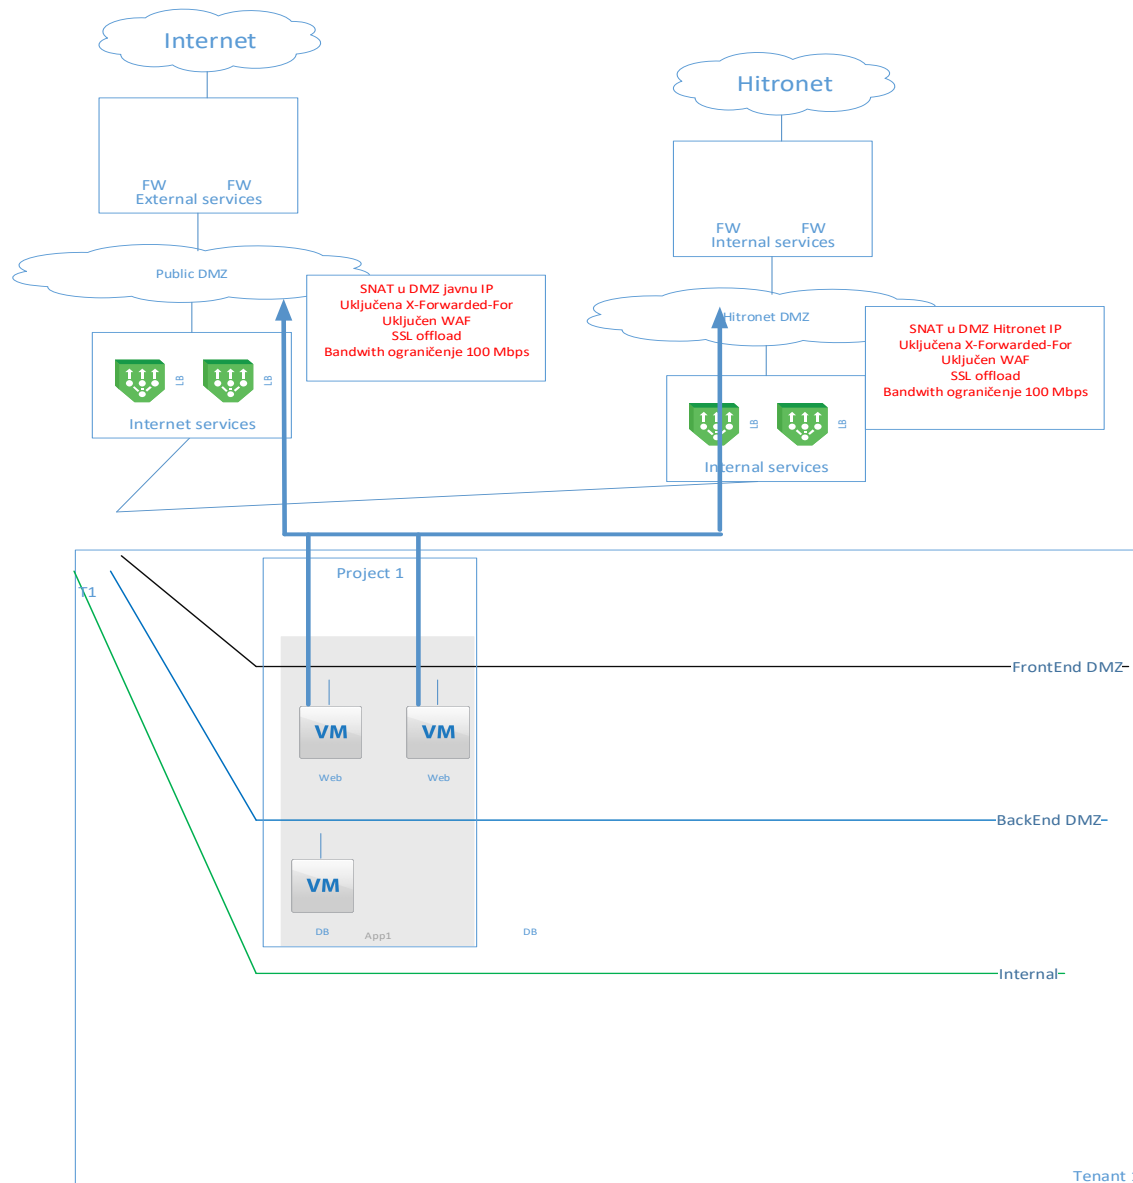 Internet
Hitronet
FW FW
External services
FW FW
Internal services
Public DMZ
SNAT u DMZ javnu IP
Uključena X-Forwarded-For
Uključen WAF
SSL offload
Bandwith ograničenje 100 Mbps
Hitronet DMZ
SNAT u DMZ Hitronet IP
Uključena X-Forwarded-For
Uključen WAF
SSL offload
Bandwith ograničenje 100 Mbps
LB LB
Internet services
LB LB
Internal services
Project 1
T1
FrontEnd DMZ
VM VM
Web Web
BackEnd DMZ
VM
DB
App1
DB
Internal
Tenant